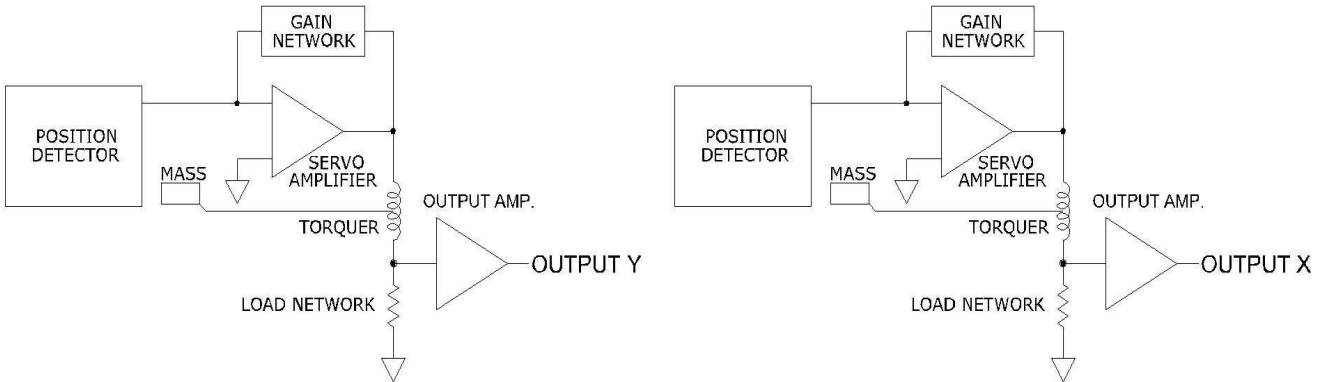 GAIN
NETWORK
POSITION
DETECTOR
SERVO
AMPLIFIER
MASS
OUTPUT AMP.
TORQUER
OUTPUT Y
LOAD NETWORK
GAIN
NETWORK
POSITION
DETECTOR
SERVO
AMPLIFIER
MASS
OUTPUT AMP.
TORQUER
OUTPUT X
LOAD NETWORK